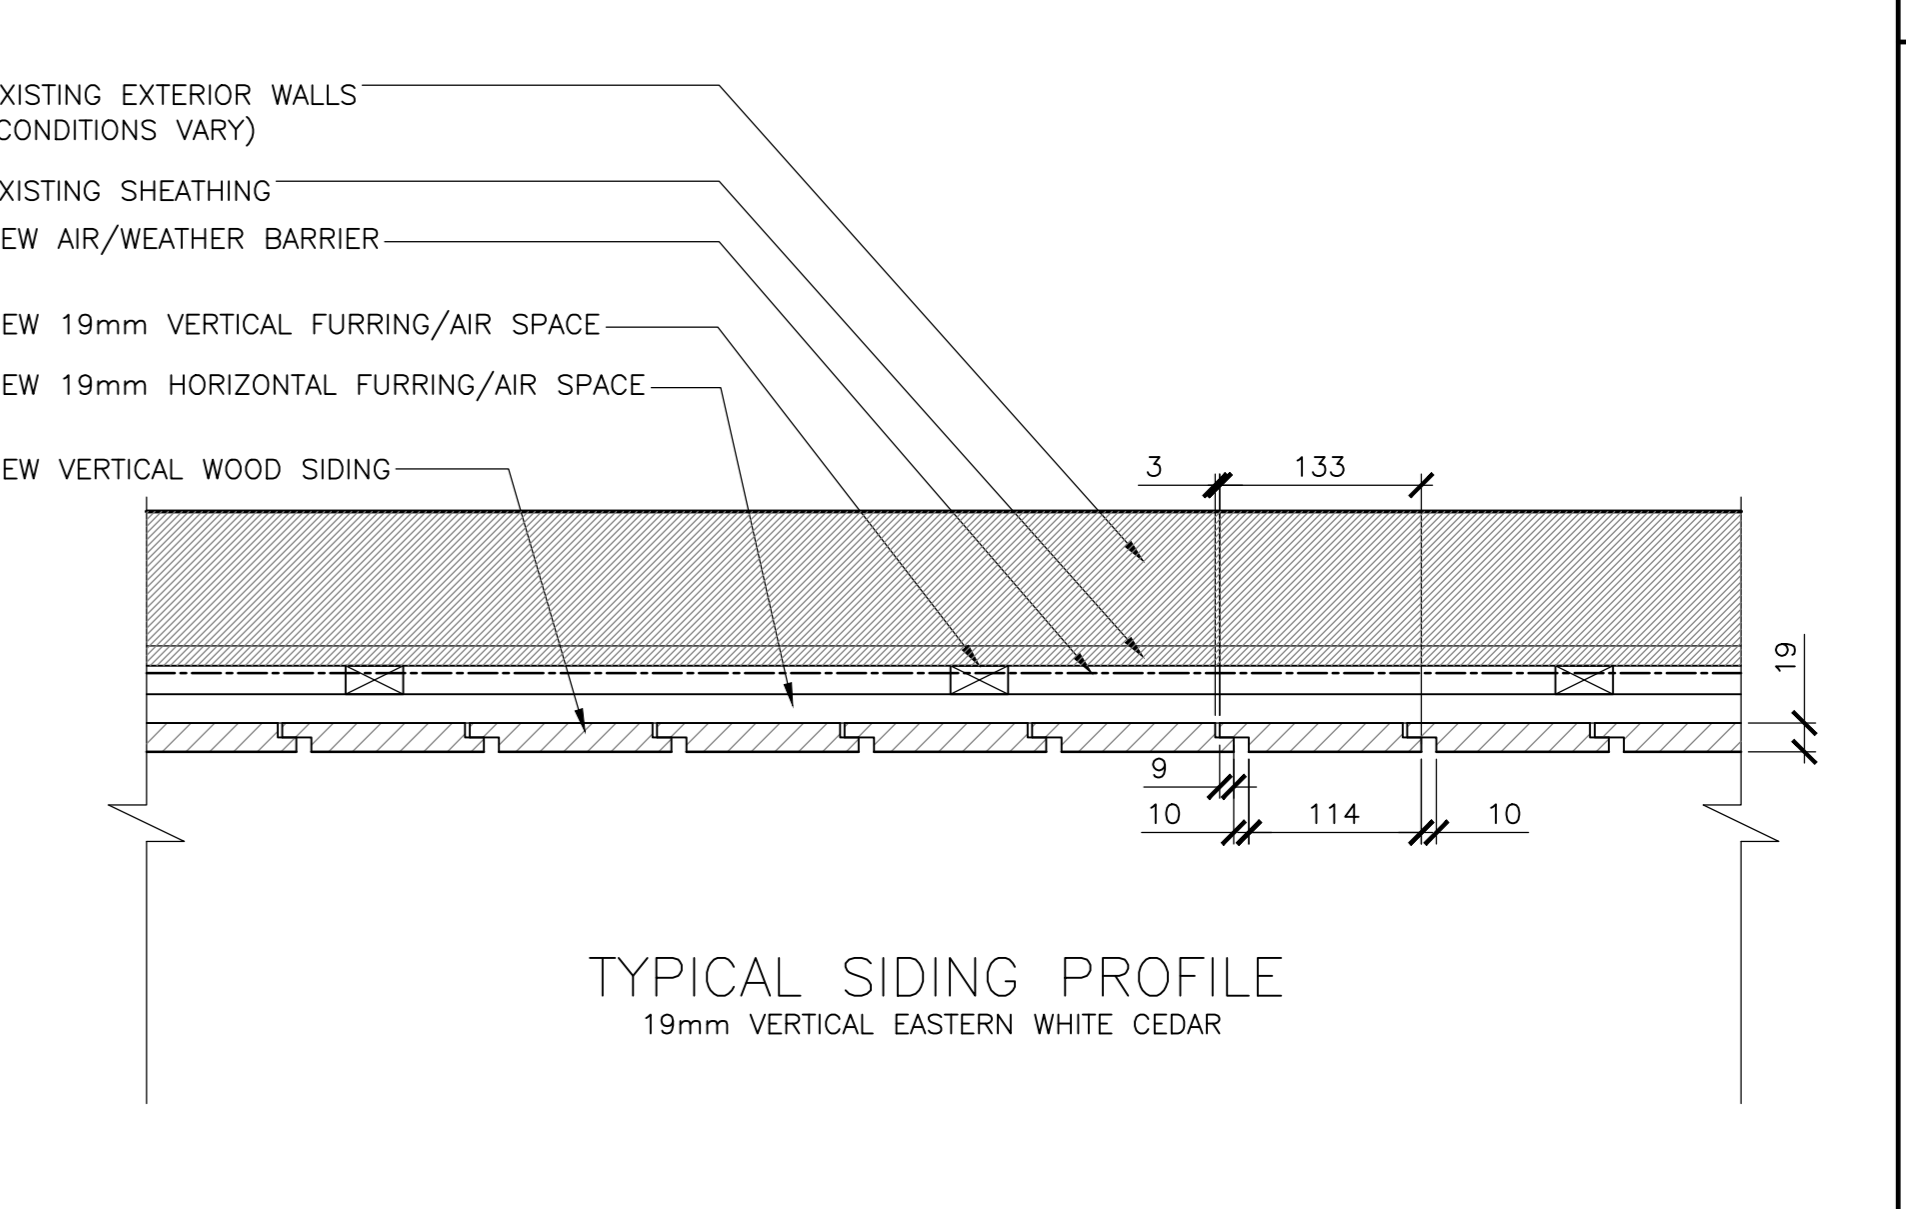 XISTING EXTERIOR WALLS
CONDITIONS VARY)
XISTING SHEATHING
EW AIR/WEATHER BARRIER
EW 19mm VERTICAL FURRING/AIR SPACE
EW 19mm HORIZONTAL FURRING/AIR SPACE
EW VERTICAL WOOD SIDING
3 133
19
9
10 114 10
TYPICAL SIDING PROFILE
19mm VERTICAL EASTERN WHITE CEDAR